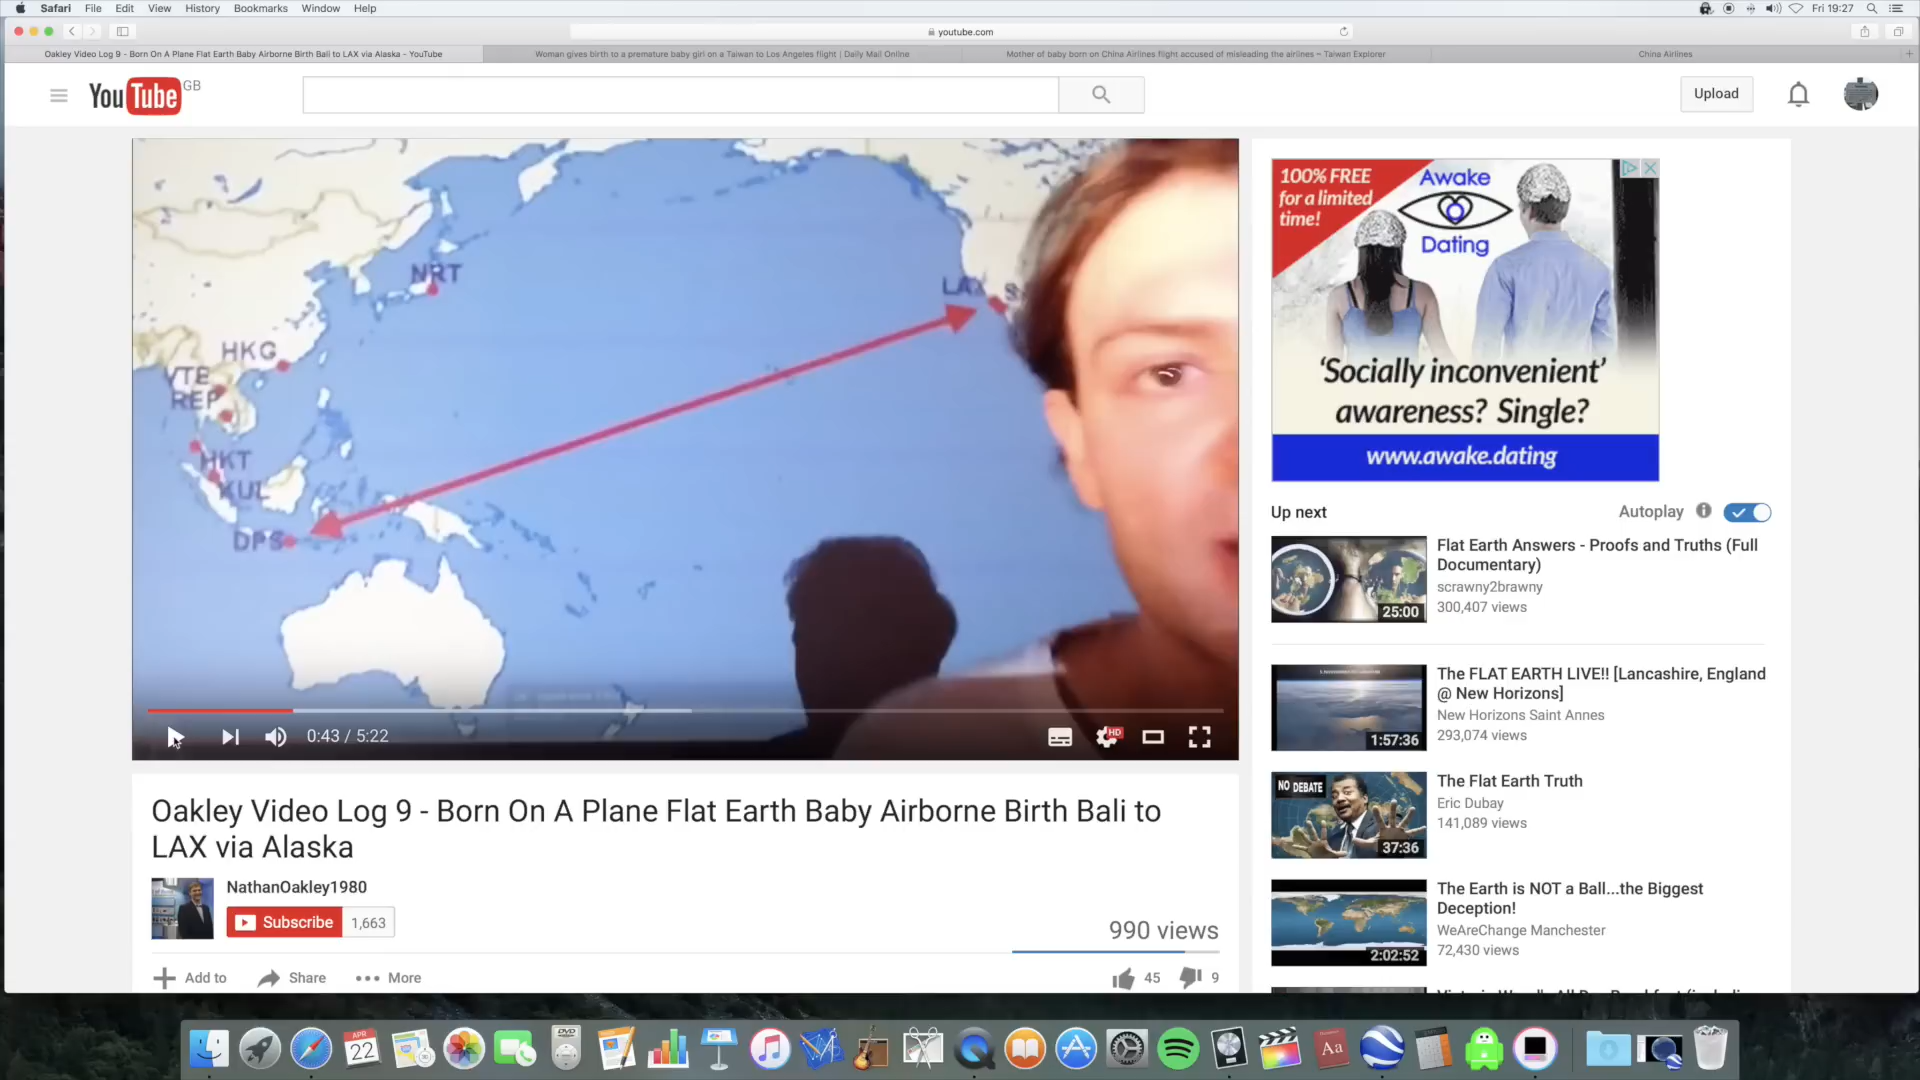 Safari File Edit View History Bookmarks Window Help Fri 19:27
youtube.com
Oakley Video Log 9 - Born On A Plane Flat Earth Baby Airborne Birth Bali to LAX via Alaska - YouTube
Woman gives birth to a premature baby girl on a Taiwan to Los Angeles flight | Daily Mail Online
Mother of baby born on China Airlines flight accused of misleading the airlines – Taiwan Explorer
China Airlines
YouTube GB
Upload
NRT
LAX
HKG
VTE
REP
HKT
KUL
DPS
0:43 / 5:22
HD
100% FREE
for a limited
time!
Awake
Dating
'Socially inconvenient'
awareness? Single?
www.awake.dating
Up next
Autoplay
Flat Earth Answers - Proofs and Truths (Full
Documentary)
scrawny2brawny
300,407 views
25:00
The FLAT EARTH LIVE!! [Lancashire, England
@ New Horizons]
New Horizons Saint Annes
293,074 views
1:57:36
NO DEBATE
The Flat Earth Truth
Eric Dubay
141,089 views
37:36
The Earth is NOT a Ball...the Biggest
Deception!
WeAreChange Manchester
72,430 views
2:02:52
Oakley Video Log 9 - Born On A Plane Flat Earth Baby Airborne Birth Bali to
LAX via Alaska
NathanOakley1980
Subscribe 1,663
990 views
Add to Share More 45 9
APR
22
DVD
Aa